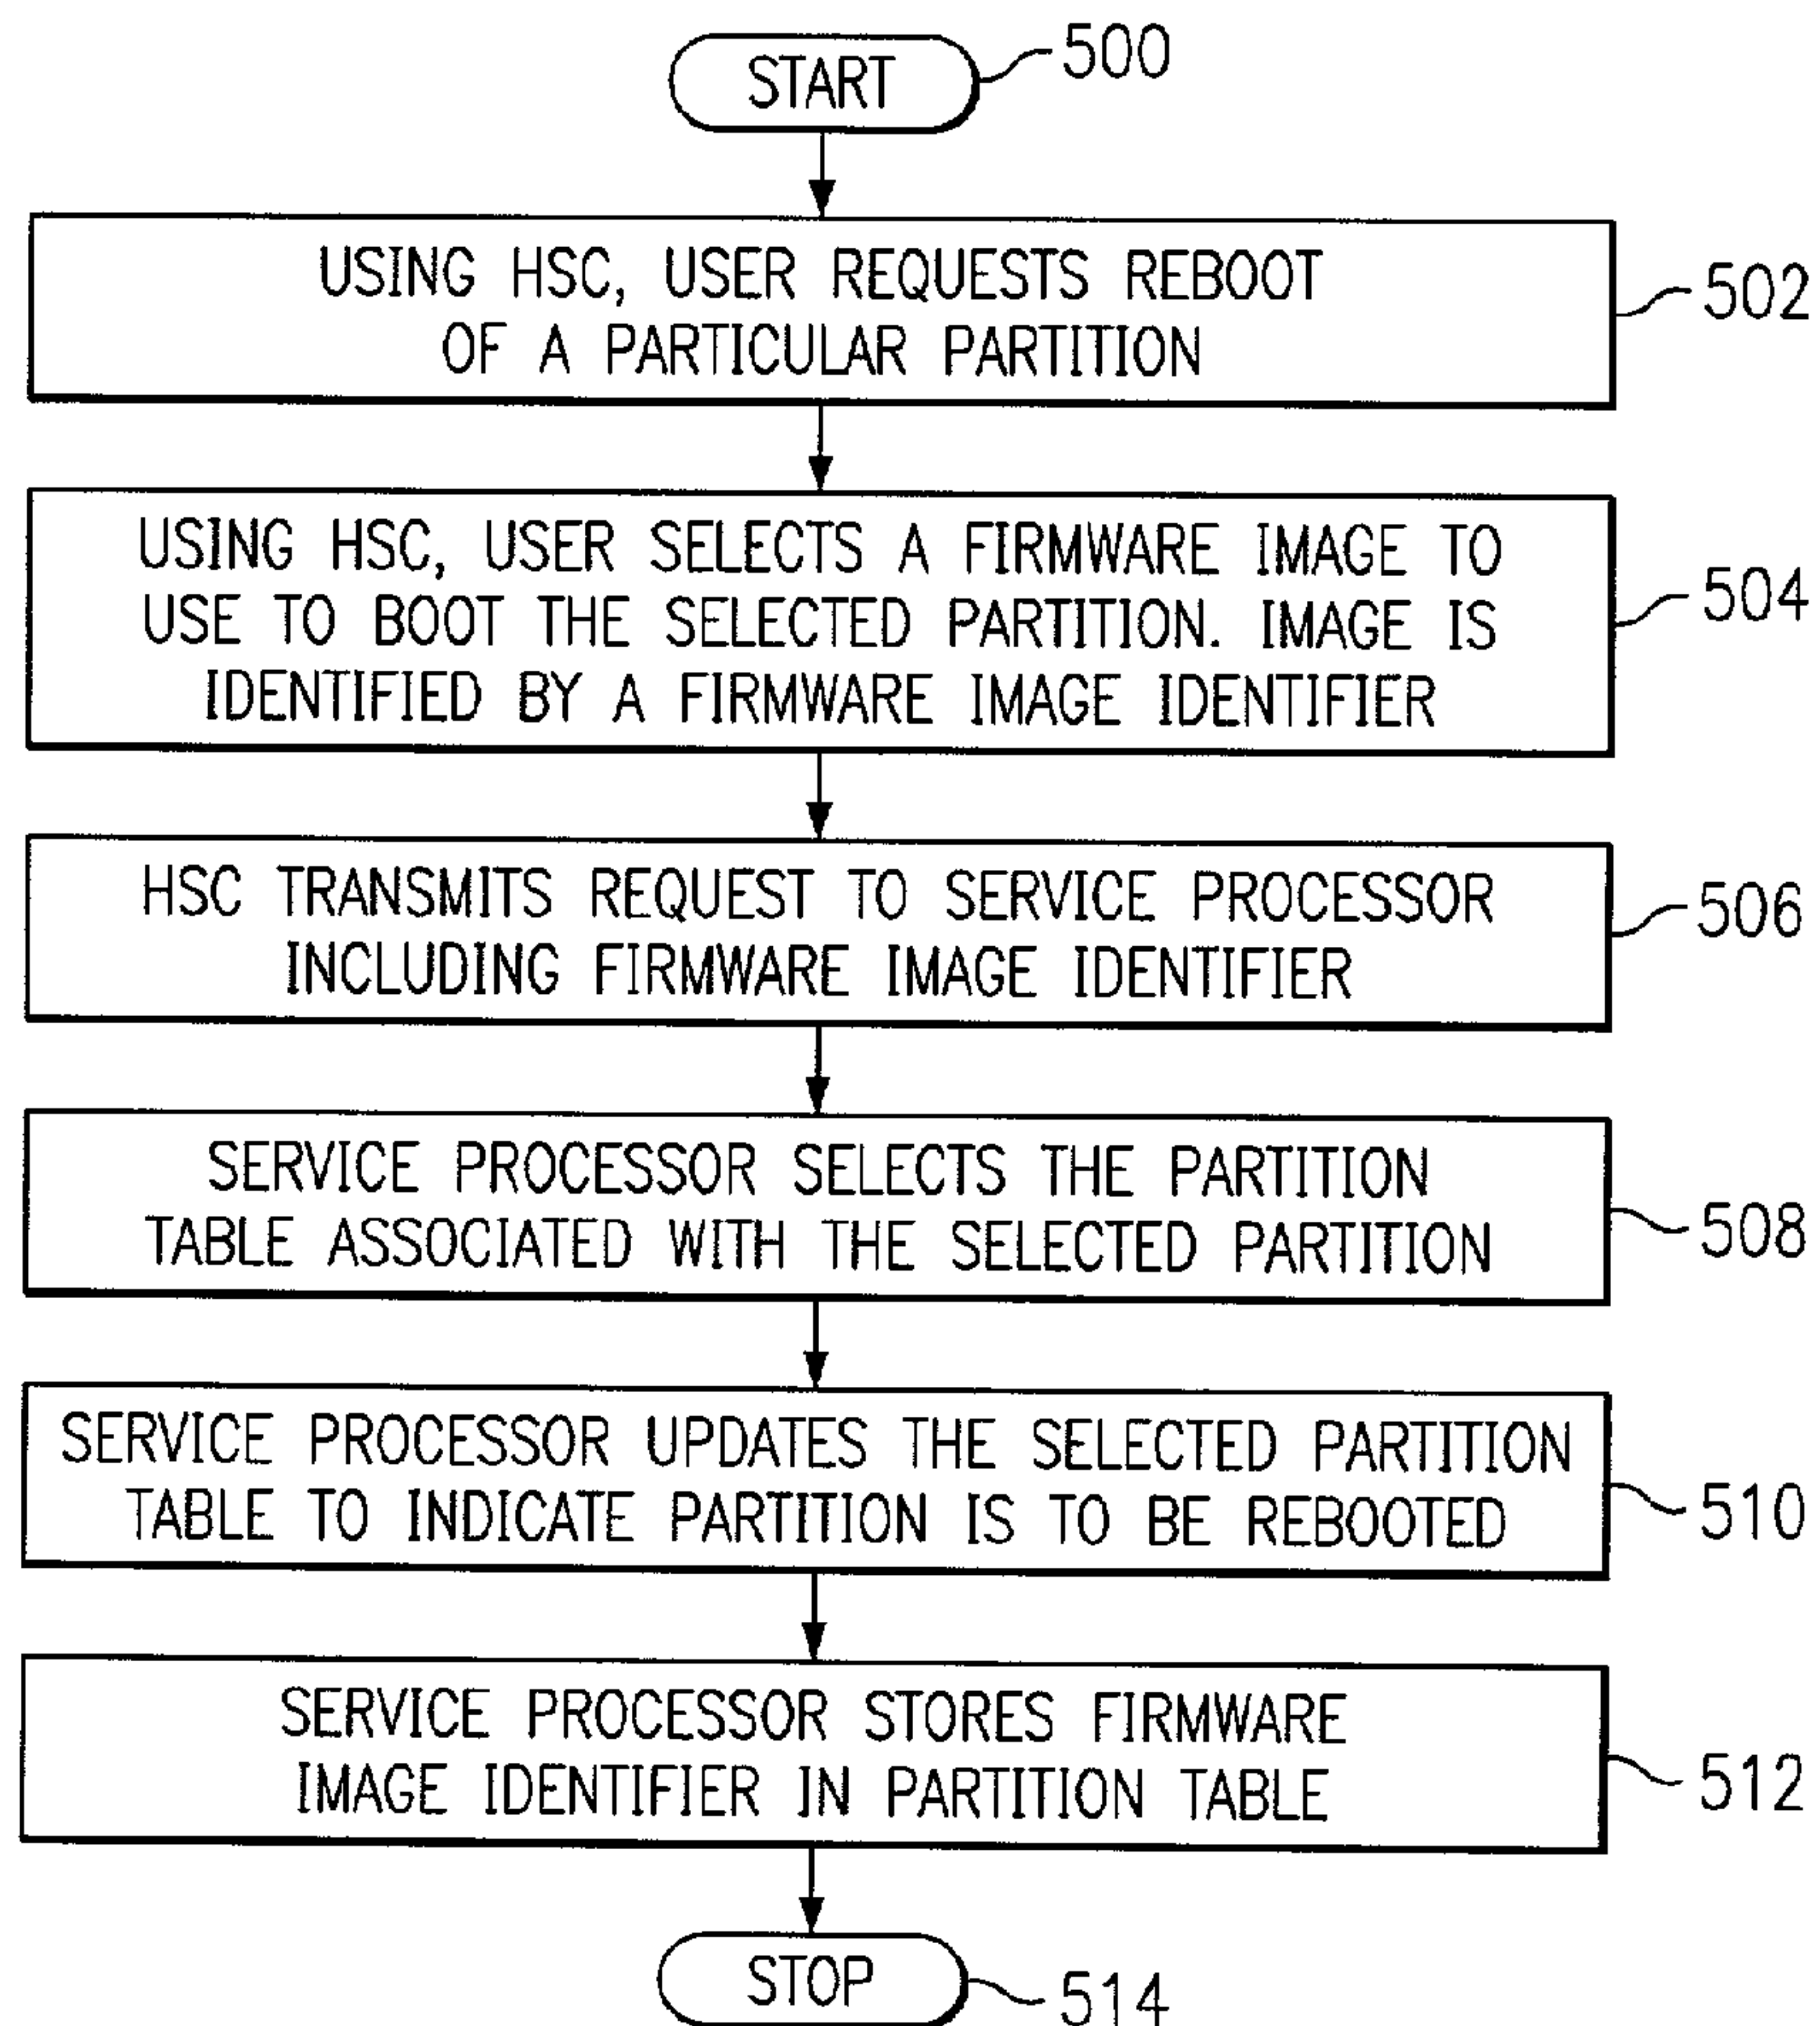 START
500
USING HSC, USER REQUESTS REBOOT
OF A PARTICULAR PARTITION
502
USING HSC, USER SELECTS A FIRMWARE IMAGE TO
USE TO BOOT THE SELECTED PARTITION. IMAGE IS
IDENTIFIED BY A FIRMWARE IMAGE IDENTIFIER
504
HSC TRANSMITS REQUEST TO SERVICE PROCESSOR
INCLUDING FIRMWARE IMAGE IDENTIFIER
506
SERVICE PROCESSOR SELECTS THE PARTITION
TABLE ASSOCIATED WITH THE SELECTED PARTITION
508
SERVICE PROCESSOR UPDATES THE SELECTED PARTITION
TABLE TO INDICATE PARTITION IS TO BE REBOOTED
510
SERVICE PROCESSOR STORES FIRMWARE
IMAGE IDENTIFIER IN PARTITION TABLE
512
STOP
514